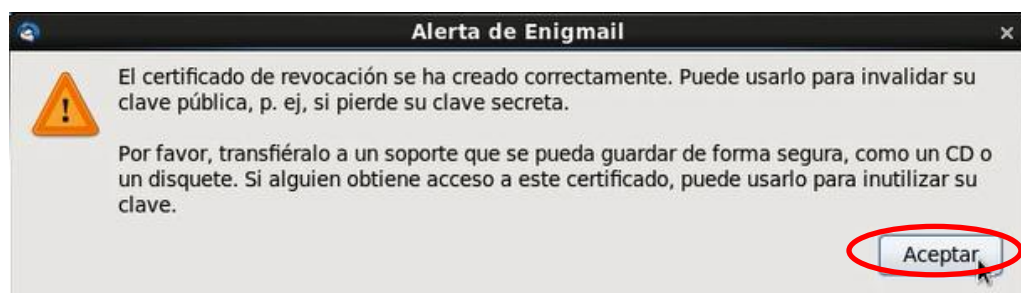 Alerta de Enigmail
El certificado de revocación se ha creado correctamente. Puede usarlo para invalidar su
clave pública, p. ej, si pierde su clave secreta.
Por favor, transfiéralo a un soporte que se pueda guardar de forma segura, como un CD o
un disquete. Si alguien obtiene acceso a este certificado, puede usarlo para inutilizar su
clave.
Aceptar